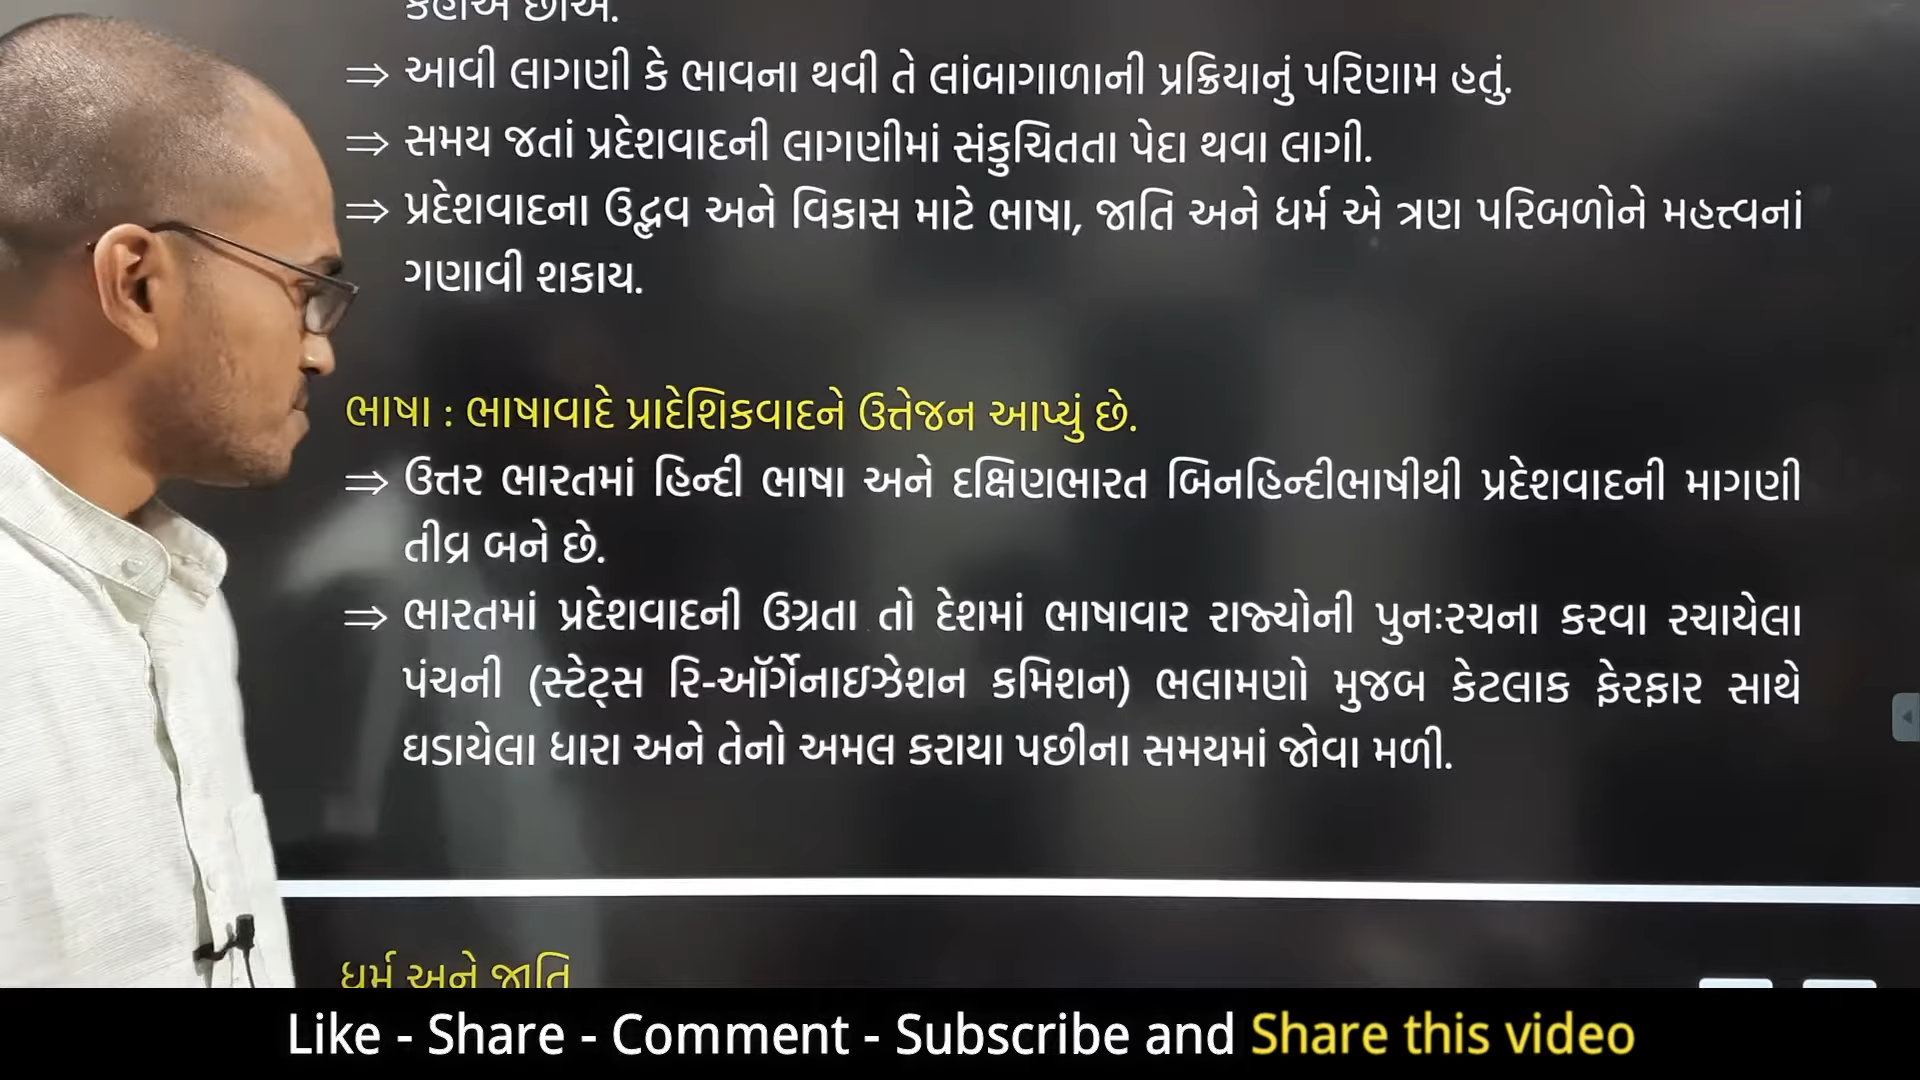 કહીએ છીએ.
⇒ આવી લાગણી કે ભાવના થવી તે લાંબાગાળાની પ્રક્રિયાનું પરિણામ હતું.
⇒ સમય જતાં પ્રદેશવાદની લાગણીમાં સંકુચિતતા પેદા થવા લાગી.
⇒ પ્રદેશવાદના ઉદ્ભવ અને વિકાસ માટે ભાષા, જાતિ અને ધર્મ એ ત્રણ પરિબળોને મહત્ત્વનાં
ગણાવી શકાય.
ભાષા : ભાષાવાદે પ્રાદેશિકવાદને ઉત્તેજન આપ્યું છે.
⇒ ઉત્તર ભારતમાં હિન્દી ભાષા અને દક્ષિણભારત બિનહિન્દીભાષીથી પ્રદેશવાદની માગણી
તીવ્ર બને છે.
⇒ ભારતમાં પ્રદેશવાદની ઉગ્રતા તો દેશમાં ભાષાવાર રાજ્યોની પુનઃરચના કરવા રચાયેલા
પંચની (સ્ટેટ્સ રિ-ઑર્ગેનાઇઝેશન કમિશન) ભલામણો મુજબ કેટલાક ફેરફાર સાથે
ઘડાયેલા ધારા અને તેનો અમલ કરાયા પછીના સમયમાં જોવા મળી.
ધર્મ અને જાતિ
Like - Share - Comment - Subscribe and Share this video